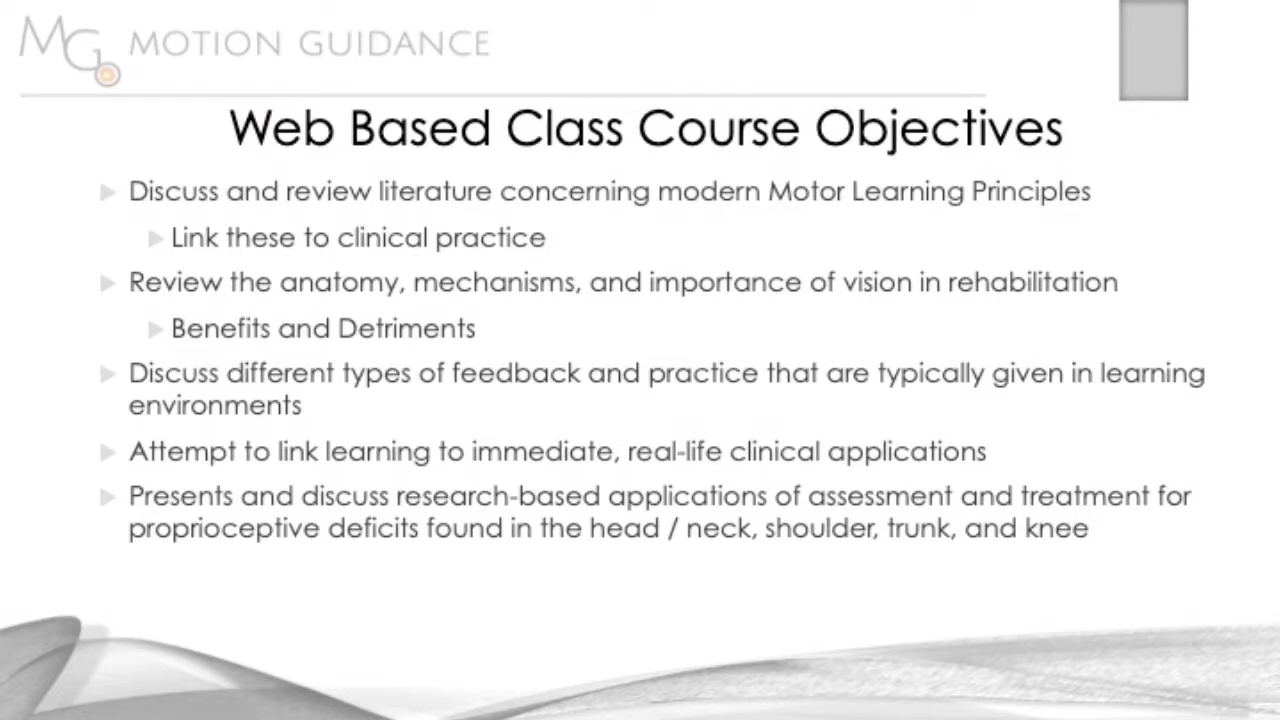 MG MOTION GUIDANCE
Web Based Class Course Objectives
Discuss and review literature concerning modern Motor Learning Principles
Link these to clinical practice
Review the anatomy, mechanisms, and importance of vision in rehabilitation
Benefits and Detriments
Discuss different types of feedback and practice that are typically given in learning
environments
Attempt to link learning to immediate, real-life clinical applications
Presents and discuss research-based applications of assessment and treatment for
proprioceptive deficits found in the head / neck, shoulder, trunk, and knee